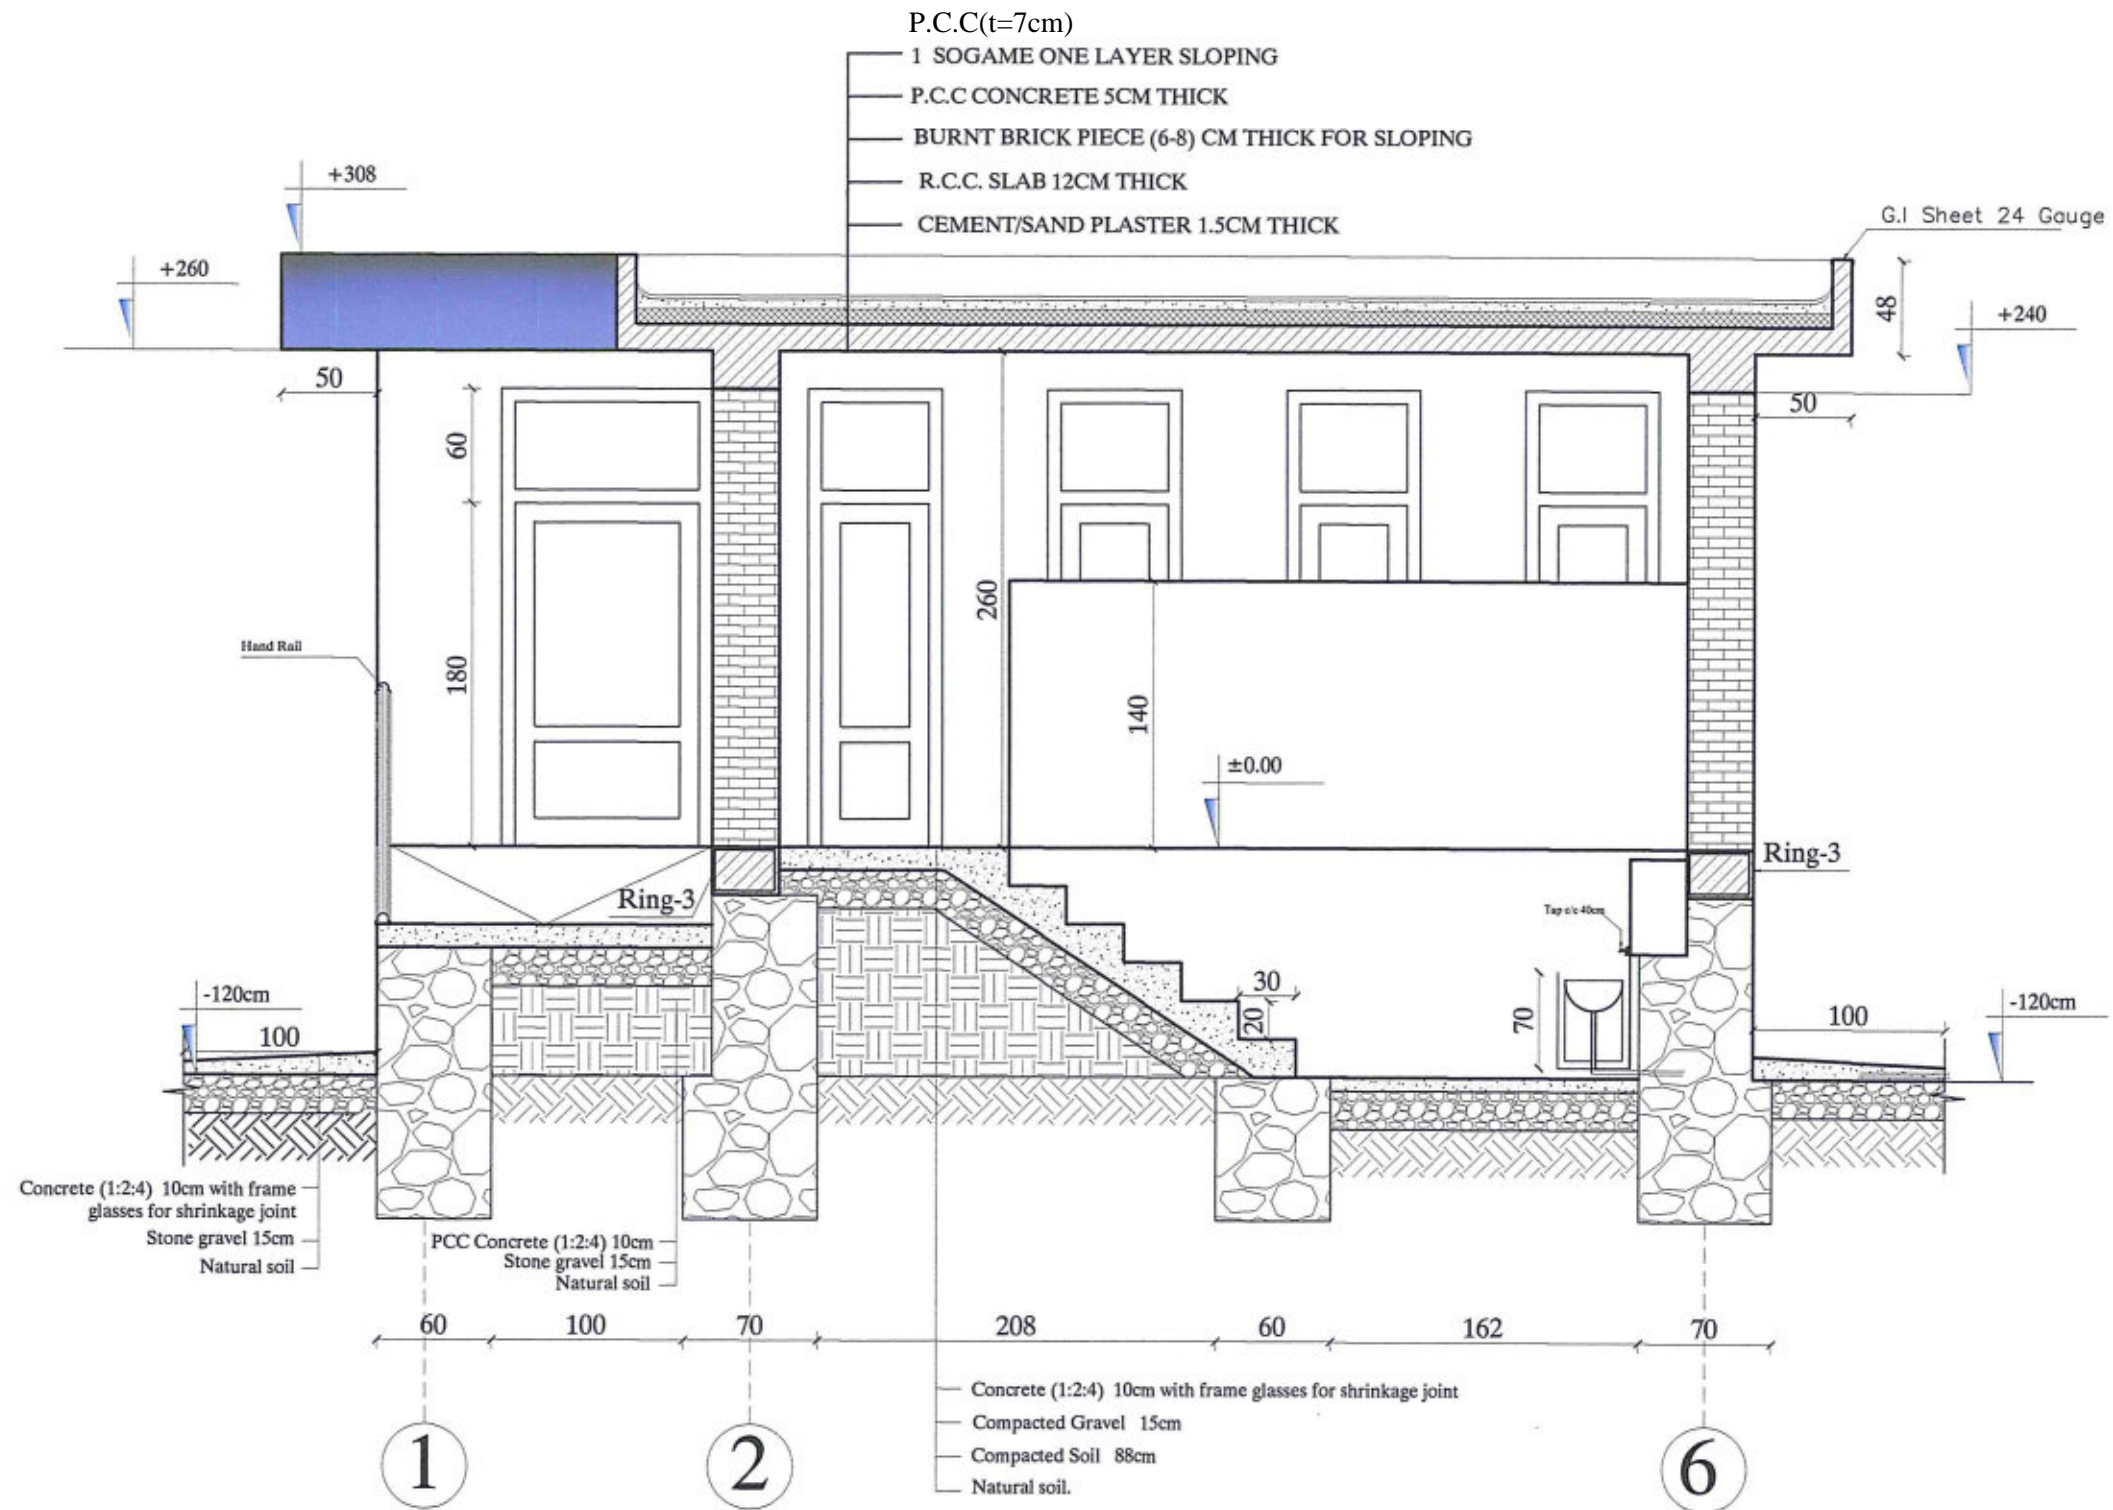 P.C.C(t=7cm)
1 SOGAME ONE LAYER SLOPING
P.C.C CONCRETE 5CM THICK
BURNT BRICK PIECE (6-8) CM THICK FOR SLOPING
R.C.C. SLAB 12CM THICK
CEMENT/SAND PLASTER 1.5CM THICK
+308
G.I Sheet 24 Gauge
+260
48
+240
50
50
60
260
Hand Rail
180
140
±0.00
Ring-3
Ring-3
Tap c/c 40cm
-120cm
30
20
70
-120cm
100
100
Concrete (1:2:4) 10cm with frame
glasses for shrinkage joint
Stone gravel 15cm
Natural soil
PCC Concrete (1:2:4) 10cm
Stone gravel 15cm
Natural soil
60
100
70
208
60
162
70
Concrete (1:2:4) 10cm with frame glasses for shrinkage joint
Compacted Gravel 15cm
Compacted Soil 88cm
Natural soil.
1
2
6